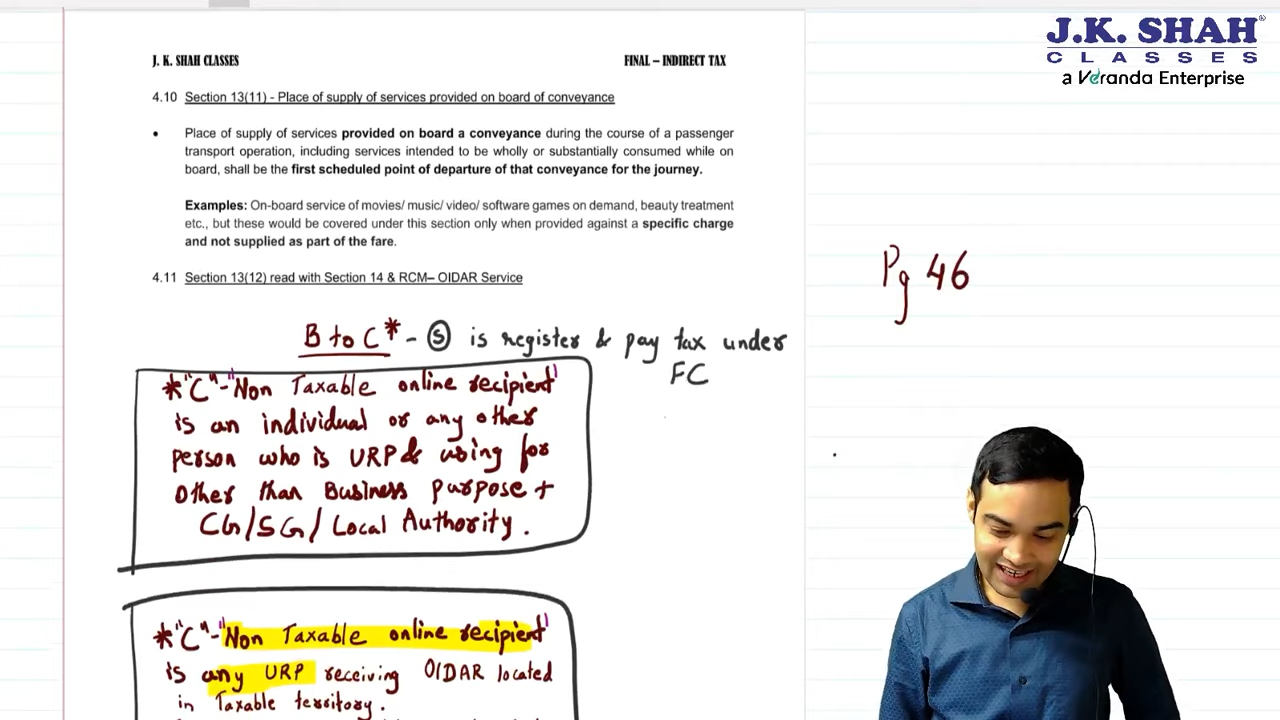 J.K. SHAH®
CLASSES
a Veranda Enterprise
J. K. SHAH CLASSES
FINAL – INDIRECT TAX
4.10 Section 13(11) - Place of supply of services provided on board of conveyance
• Place of supply of services provided on board a conveyance during the course of a passenger
transport operation, including services intended to be wholly or substantially consumed while on
board, shall be the first scheduled point of departure of that conveyance for the journey.
Examples: On-board service of movies/ music/ video/ software games on demand, beauty treatment
etc., but these would be covered under this section only when provided against a specific charge
and not supplied as part of the fare.
4.11 Section 13(12) read with Section 14 & RCM– OIDAR Service
Pg 46
B to C* - (S) is register & pay tax under
FC
*"C"-"Non Taxable online recipient"
is an individual or any other
person who is URP & using for
other than Business purpose +
CG/SG/Local Authority.
*"C"-"Non Taxable online recipient"
is any URP receiving OIDAR located
in Taxable territory.